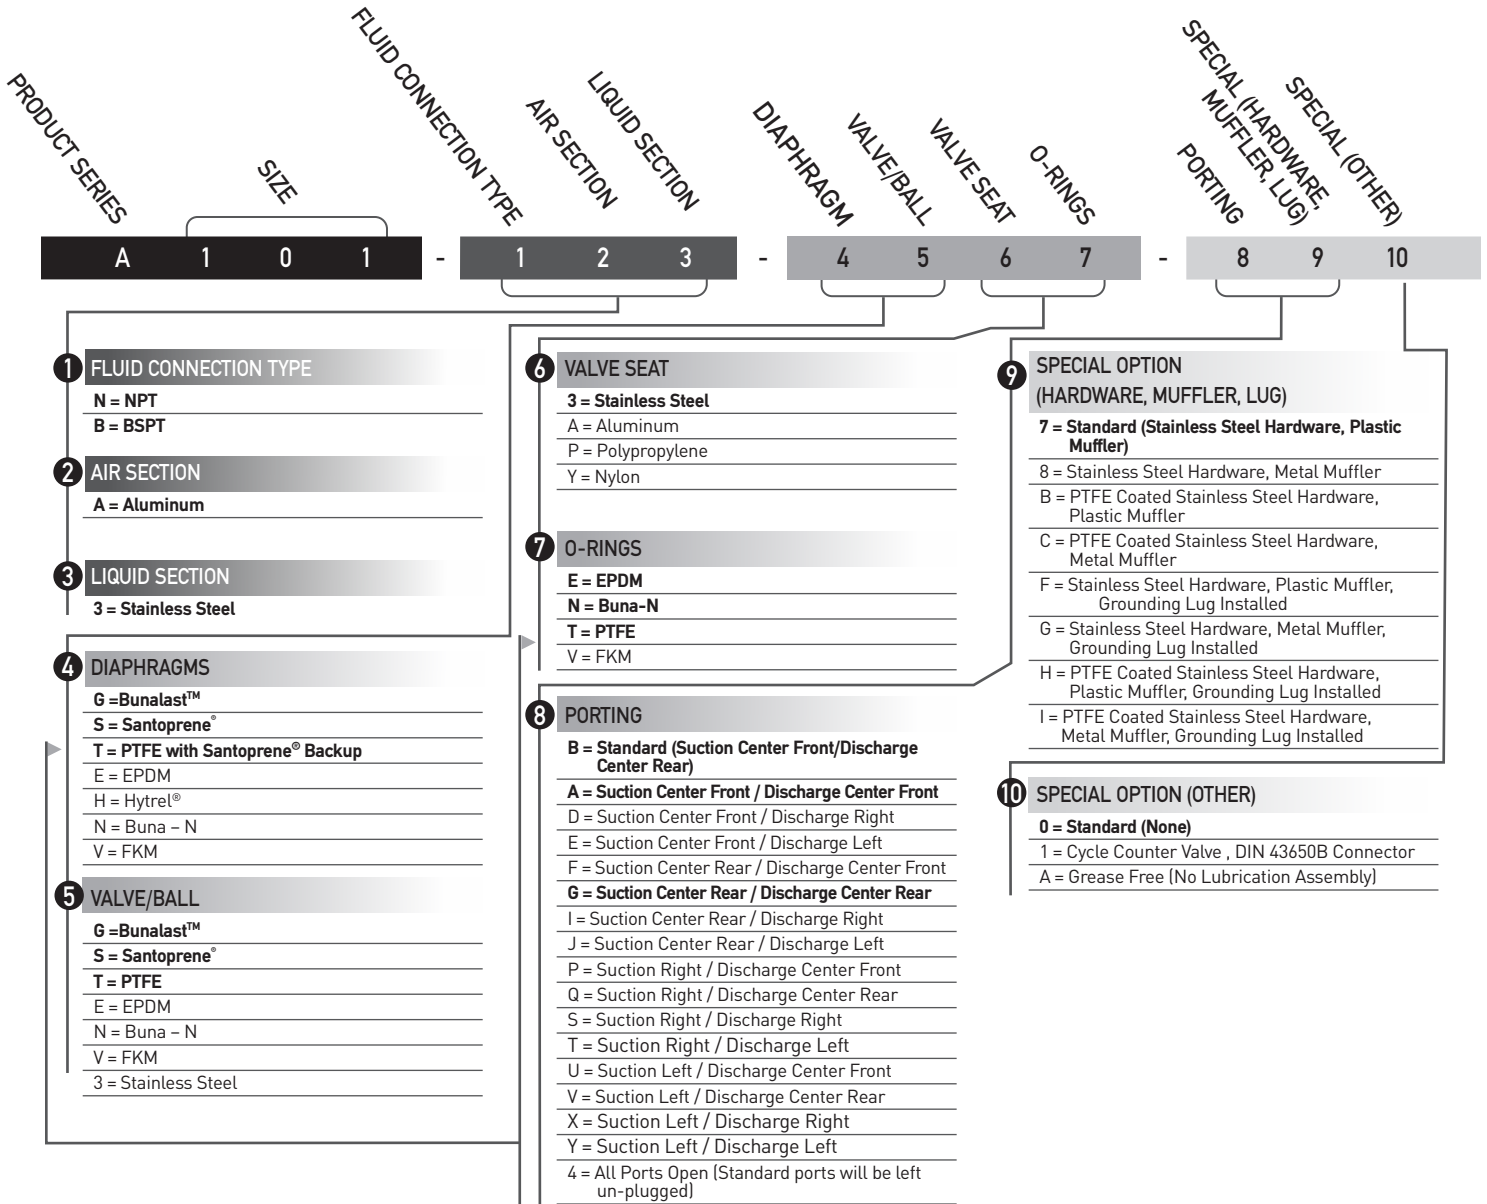 PRODUCT SERIES
SIZE
FLUID CONNECTION TYPE
AIR SECTION
LIQUID SECTION
DIAPHRAGM
VALVE/BALL
VALVE SEAT
O-RINGS
PORTING
SPECIAL (HARDWARE,
MUFFLER, LUG)
SPECIAL (OTHER)
A 1 0 1 - 1 2 3 - 4 5 6 7 - 8 9 10
1 FLUID CONNECTION TYPE
N = NPT
B = BSPT
2 AIR SECTION
A = Aluminum
3 LIQUID SECTION
3 = Stainless Steel
4 DIAPHRAGMS
G =Bunalast™
S = Santoprene®
T = PTFE with Santoprene® Backup
E = EPDM
H = Hytrel®
N = Buna – N
V = FKM
5 VALVE/BALL
G =Bunalast™
S = Santoprene®
T = PTFE
E = EPDM
N = Buna – N
V = FKM
3 = Stainless Steel
6 VALVE SEAT
3 = Stainless Steel
A = Aluminum
P = Polypropylene
Y = Nylon
7 O-RINGS
E = EPDM
N = Buna-N
T = PTFE
V = FKM
8 PORTING
B = Standard (Suction Center Front/Discharge
Center Rear)
A = Suction Center Front / Discharge Center Front
D = Suction Center Front / Discharge Right
E = Suction Center Front / Discharge Left
F = Suction Center Rear / Discharge Center Front
G = Suction Center Rear / Discharge Center Rear
I = Suction Center Rear / Discharge Right
J = Suction Center Rear / Discharge Left
P = Suction Right / Discharge Center Front
Q = Suction Right / Discharge Center Rear
S = Suction Right / Discharge Right
T = Suction Right / Discharge Left
U = Suction Left / Discharge Center Front
V = Suction Left / Discharge Center Rear
X = Suction Left / Discharge Right
Y = Suction Left / Discharge Left
4 = All Ports Open (Standard ports will be left
un-plugged)
9 SPECIAL OPTION
(HARDWARE, MUFFLER, LUG)
7 = Standard (Stainless Steel Hardware, Plastic
Muffler)
8 = Stainless Steel Hardware, Metal Muffler
B = PTFE Coated Stainless Steel Hardware,
Plastic Muffler
C = PTFE Coated Stainless Steel Hardware,
Metal Muffler
F = Stainless Steel Hardware, Plastic Muffler,
Grounding Lug Installed
G = Stainless Steel Hardware, Metal Muffler,
Grounding Lug Installed
H = PTFE Coated Stainless Steel Hardware,
Plastic Muffler, Grounding Lug Installed
I = PTFE Coated Stainless Steel Hardware,
Metal Muffler, Grounding Lug Installed
10 SPECIAL OPTION (OTHER)
0 = Standard (None)
1 = Cycle Counter Valve , DIN 43650B Connector
A = Grease Free (No Lubrication Assembly)